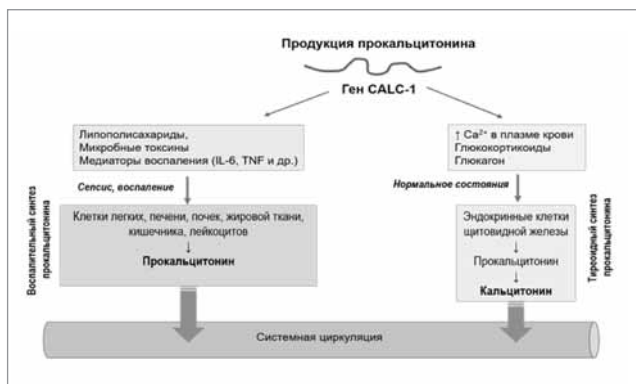 Продукция прокальцитонина
Ген CALC-1
Липополисахариды,
Микробные токсины
Медиаторы воспаления (IL-6, TNF и др.)
↑ Ca²⁺ в плазме крови
Глюкокортикоиды
Глюкагон
Сепсис, воспаление
Нормальное состояния
Воспалительный синтез
прокальцитонина
Клетки легких, печени, почек, жировой ткани,
кишечника, лейкоцитов
↓
Прокальцитонин
Эндокринные клетки
щитовидной железы
↓
Прокальцитонин
↓
Кальцитонин
Тиреоидный синтез
прокальцитонина
Системная циркуляция